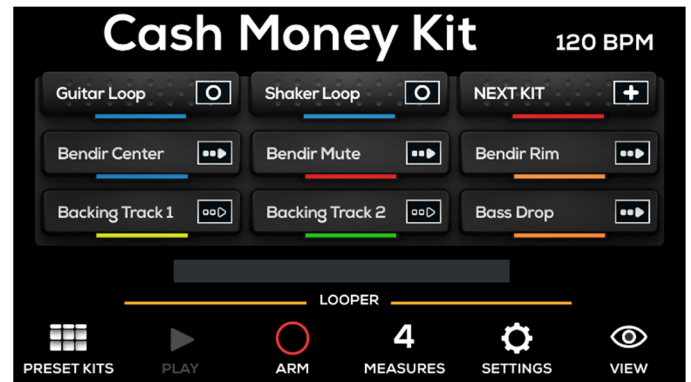 Cash Money Kit 120 BPM
Guitar Loop Shaker Loop NEXT KIT
Bendir Center Bendir Mute Bendir Rim
Backing Track 1 Backing Track 2 Bass Drop
LOOPER
4
PRESET KITS PLAY ARM MEASURES SETTINGS VIEW